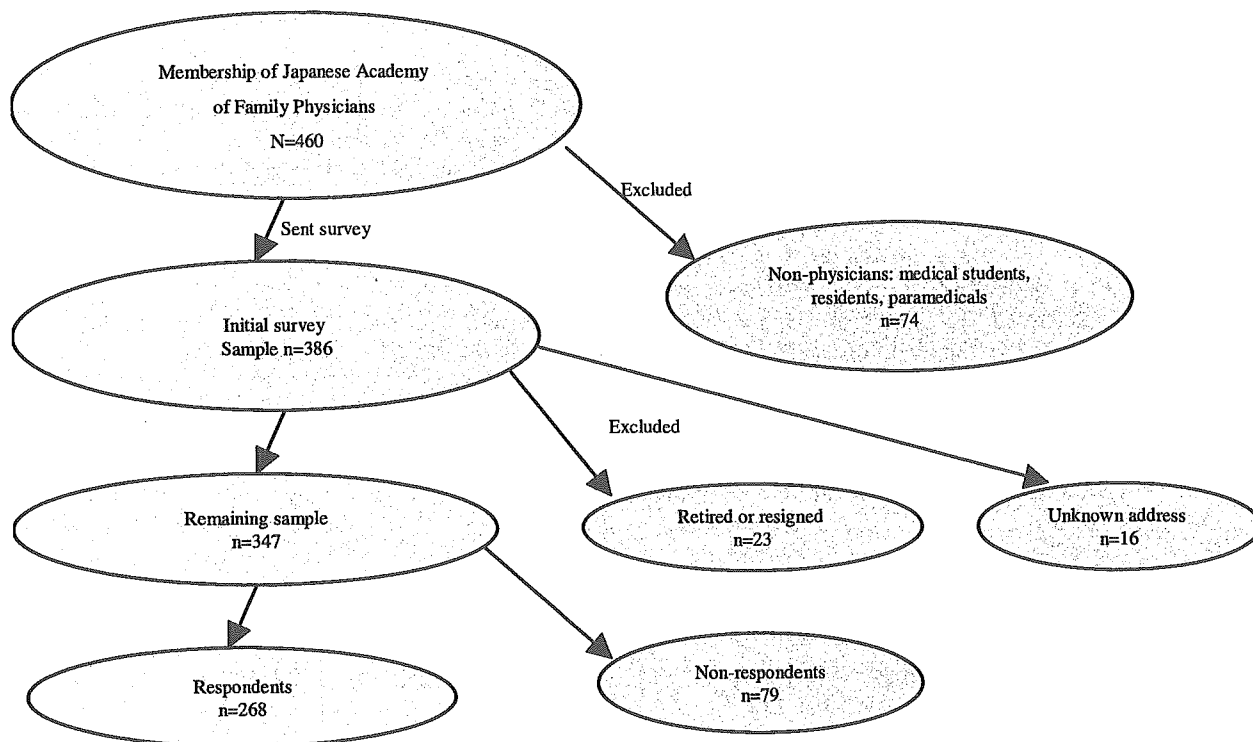 Membership of Japanese Academy
of Family Physicians
N=460
Excluded
Sent survey
Non-physicians: medical students,
residents, paramedicals
n=74
Initial survey
Sample n=386
Excluded
Remaining sample
n=347
Retired or resigned
n=23
Unknown address
n=16
Respondents
n=268
Non-respondents
n=79